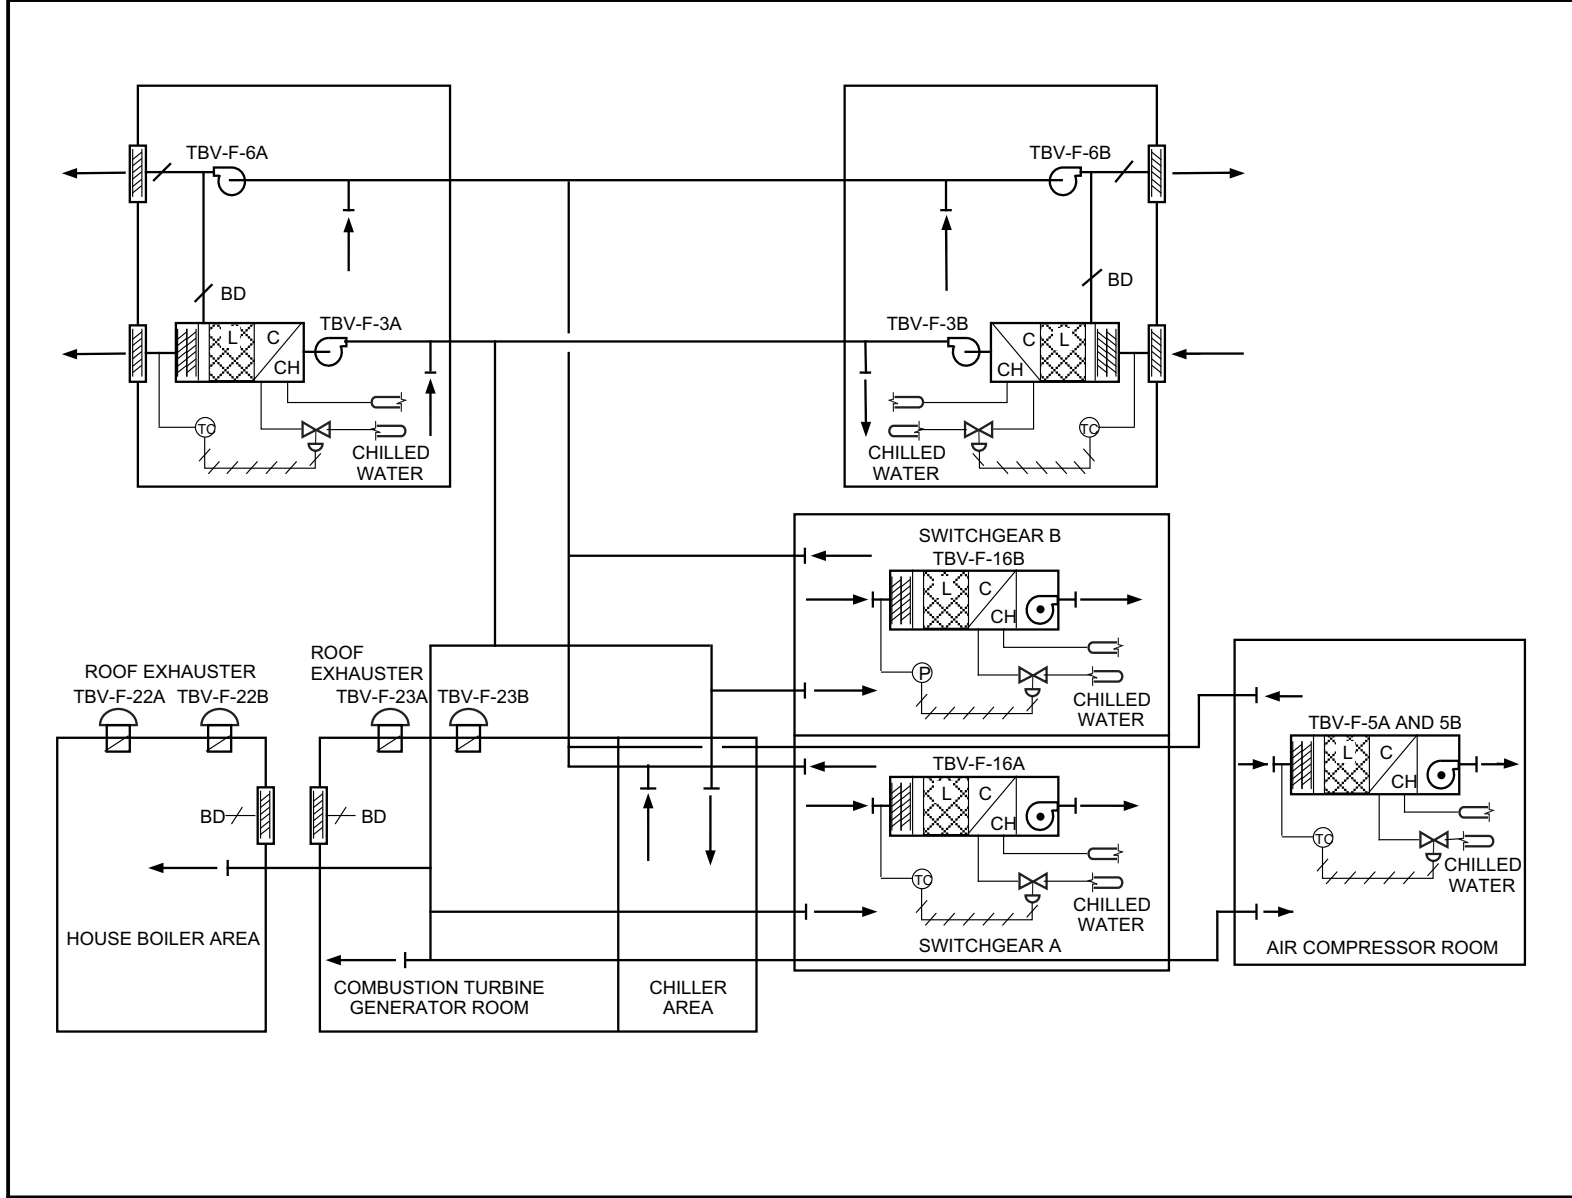 TBV-F-6A
TBV-F-6B
BD
BD
TBV-F-3A
TBV-F-3B
L
C
CH
C
L
CH
TC
TC
CHILLED
WATER
CHILLED
WATER
SWITCHGEAR B
TBV-F-16B
L
C
CH
P
CHILLED
WATER
ROOF EXHAUSTER
TBV-F-22A
TBV-F-22B
ROOF
EXHAUSTER
TBV-F-23A
TBV-F-23B
TBV-F-5A AND 5B
L
C
CH
TC
CHILLED
WATER
TBV-F-16A
L
C
CH
TC
CHILLED
WATER
SWITCHGEAR A
BD
BD
HOUSE BOILER AREA
COMBUSTION TURBINE
GENERATOR ROOM
CHILLER
AREA
AIR COMPRESSOR ROOM